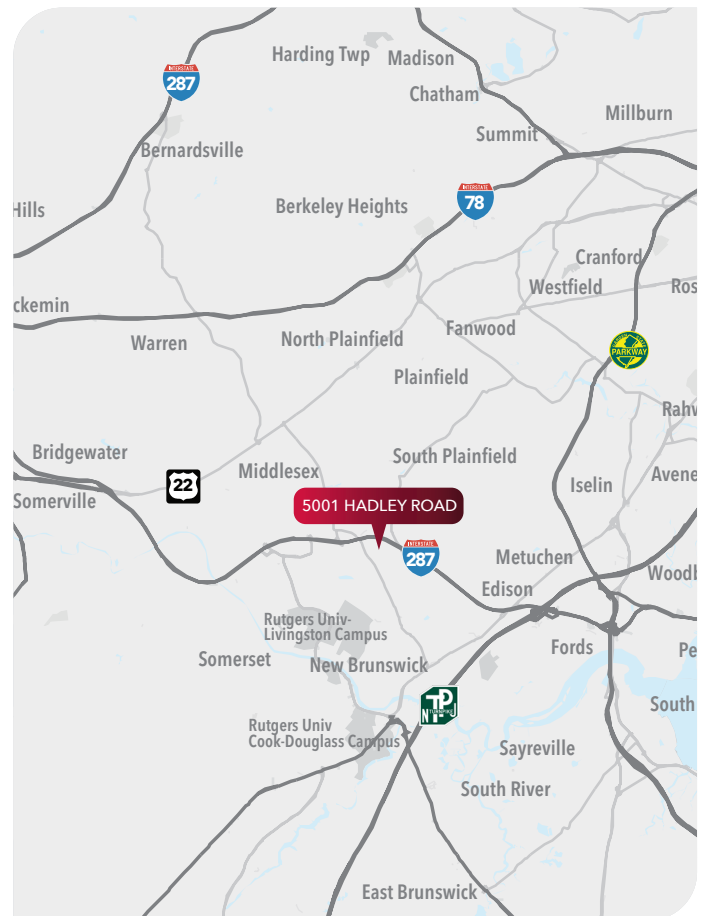 Harding Twp
Madison
INTERSTATE
287
Chatham
Millburn
Summit
Bernardsville
INTERSTATE
78
Hills
Berkeley Heights
Cranford
Westfield
Ros
ckemin
Fanwood
North Plainfield
Warren
PARKWAY
Plainfield
Rahw
Bridgewater
South Plainfield
Middlesex
Avene
22
Iselin
Somerville
5001 HADLEY ROAD
INTERSTATE
287
Metuchen
Woodb
Edison
Rutgers Univ-
Livingston Campus
Fords
Pe
Somerset
New Brunswick
N TP J
TURNPIKE
South
Rutgers Univ
Cook-Douglass Campus
Sayreville
South River
East Brunswick